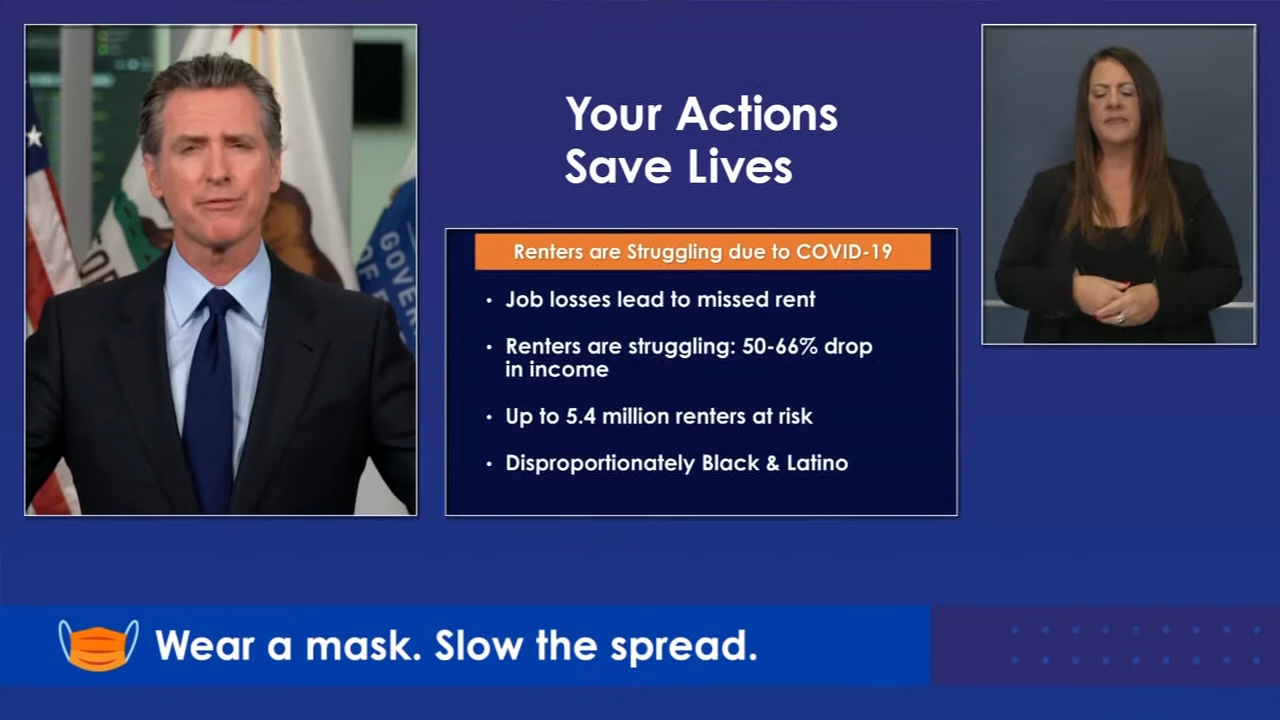 Your Actions
Save Lives
Renters are Struggling due to COVID-19
• Job losses lead to missed rent
• Renters are struggling: 50-66% drop
in income
• Up to 5.4 million renters at risk
• Disproportionately Black & Latino
Wear a mask. Slow the spread.